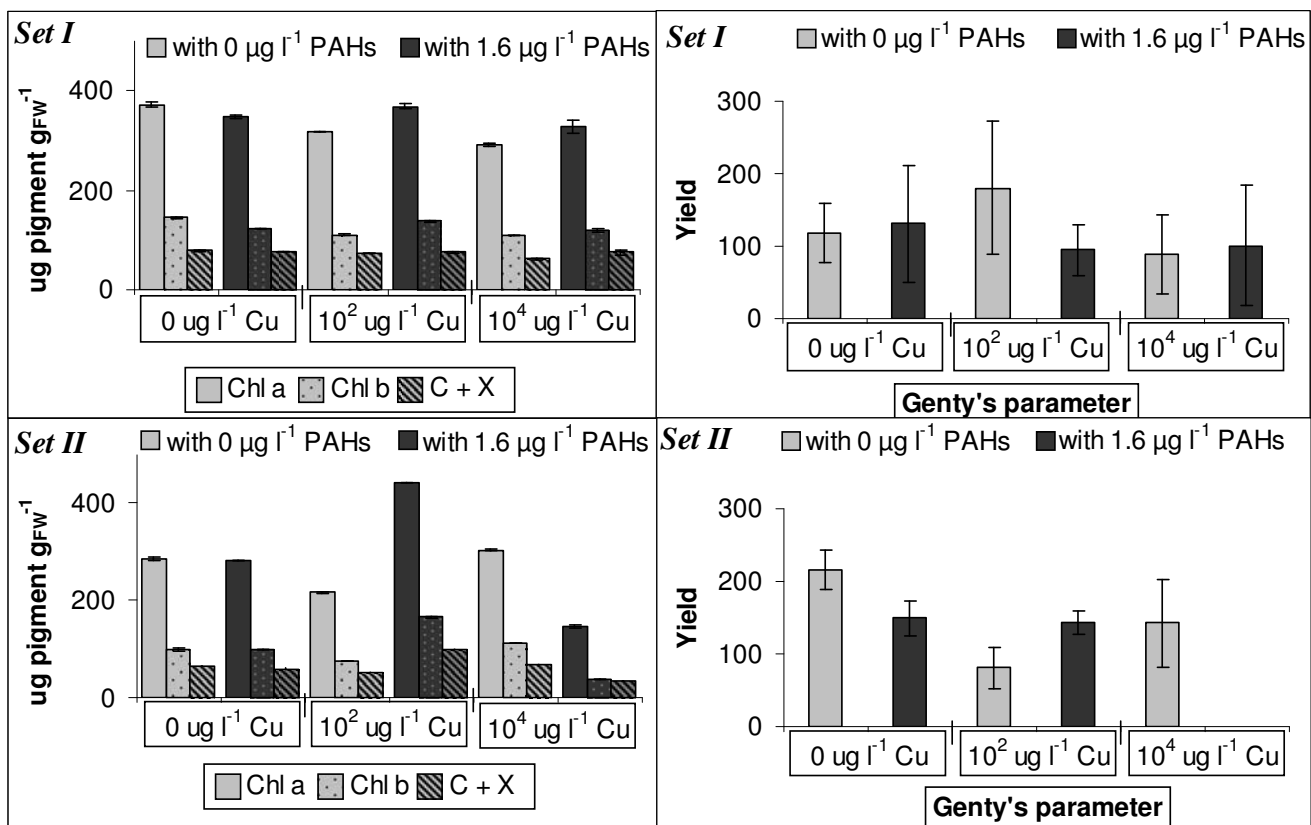 Set I
with 0 µg l⁻¹ PAHs with 1.6 µg l⁻¹ PAHs
ug pigment gFW⁻¹
400
200
0
0 ug l⁻¹ Cu 10² ug l⁻¹ Cu 10⁴ ug l⁻¹ Cu
Chl a Chl b C + X
Set I
with 0 µg l⁻¹ PAHs with 1.6 µg l⁻¹ PAHs
Yield
300
200
100
0
0 ug l⁻¹ Cu 10² ug l⁻¹ Cu 10⁴ ug l⁻¹ Cu
Genty's parameter
Set II
with 0 µg l⁻¹ PAHs with 1.6 µg l⁻¹ PAHs
ug pigment gFW⁻¹
400
200
0
0 ug l⁻¹ Cu 10² ug l⁻¹ Cu 10⁴ ug l⁻¹ Cu
Chl a Chl b C + X
Set II
with 0 µg l⁻¹ PAHs with 1.6 µg l⁻¹ PAHs
Yield
300
200
100
0
0 ug l⁻¹ Cu 10² ug l⁻¹ Cu 10⁴ ug l⁻¹ Cu
Genty's parameter